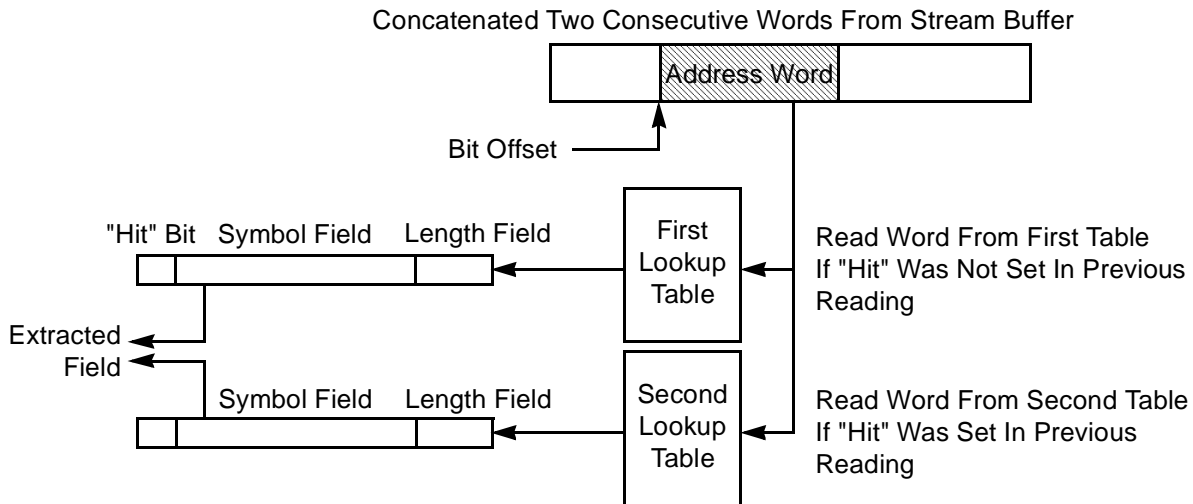 Concatenated Two Consecutive Words From Stream Buffer
Address Word
Bit Offset
"Hit" Bit
Symbol Field
Length Field
First
Lookup
Table
Read Word From First Table
If "Hit" Was Not Set In Previous
Reading
Extracted
Field
Symbol Field
Length Field
Second
Lookup
Table
Read Word From Second Table
If "Hit" Was Set In Previous
Reading